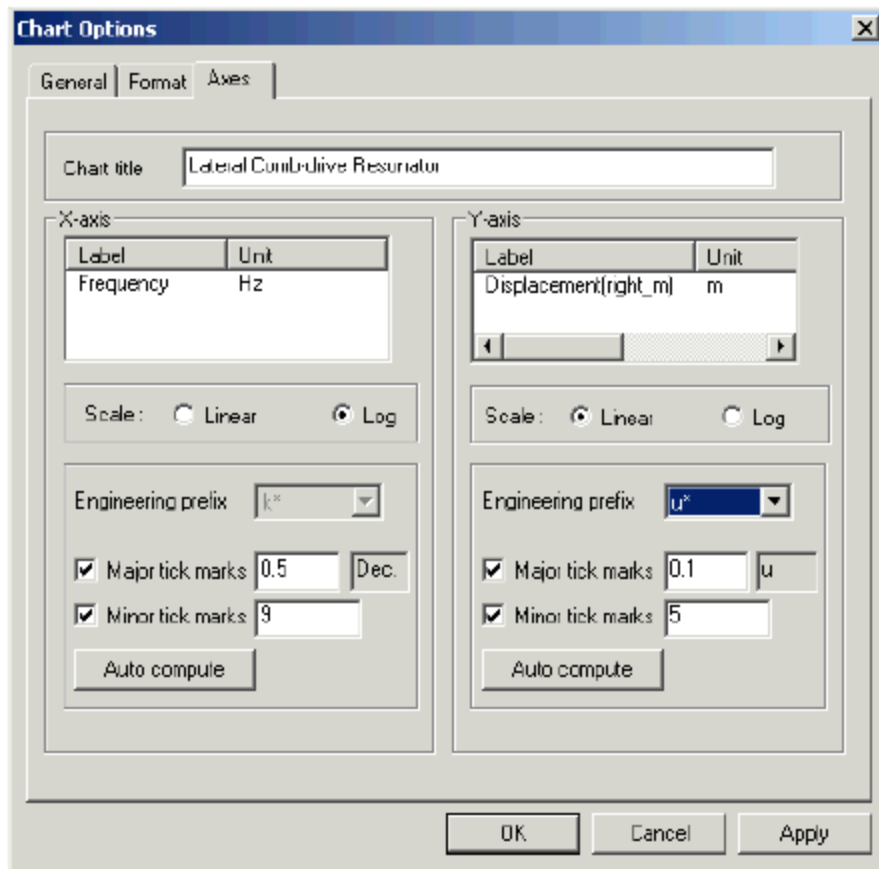 Chart Options
General Format Axes
Chart title Lateral Comb-drive Resonator
X-axis
Label Unit
Frequency Hz
Scale: Linear Log
Engineering prefix k*
Major tick marks 0.5 Dec.
Minor tick marks 9
Auto compute
Y-axis
Label Unit
Displacement(right_m) m
Scale: Linear Log
Engineering prefix u*
Major tick marks 0.1 u
Minor tick marks 5
Auto compute
OK Cancel Apply